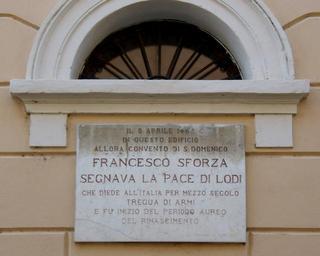 IL 9 APRILE 1454
IN QUESTO EDIFICIO
ALLORA CONVENTO DI S. DOMENICO
FRANCESCO SFORZA
SEGNAVA LA PACE DI LODI
CHE DIEDE ALL'ITALIA PER MEZZO SECOLO
TREGUA DI ARMI
E FU INIZIO DEL PERIODO AUREO
DEL RINASCIMENTO